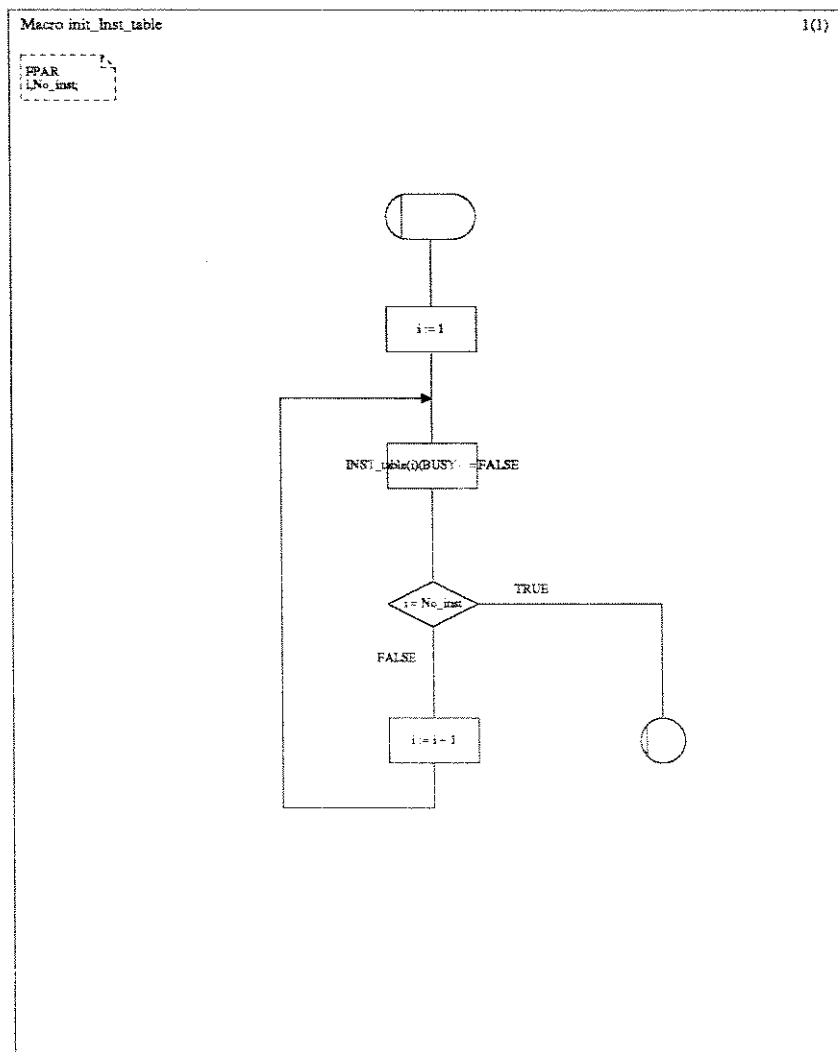 Macro init_Inst_table
1(1)
FPAR
i,No_inst;
i := 1
INST_table(i)(BUSY =FALSE
i = No_inst
TRUE
FALSE
i := i + 1